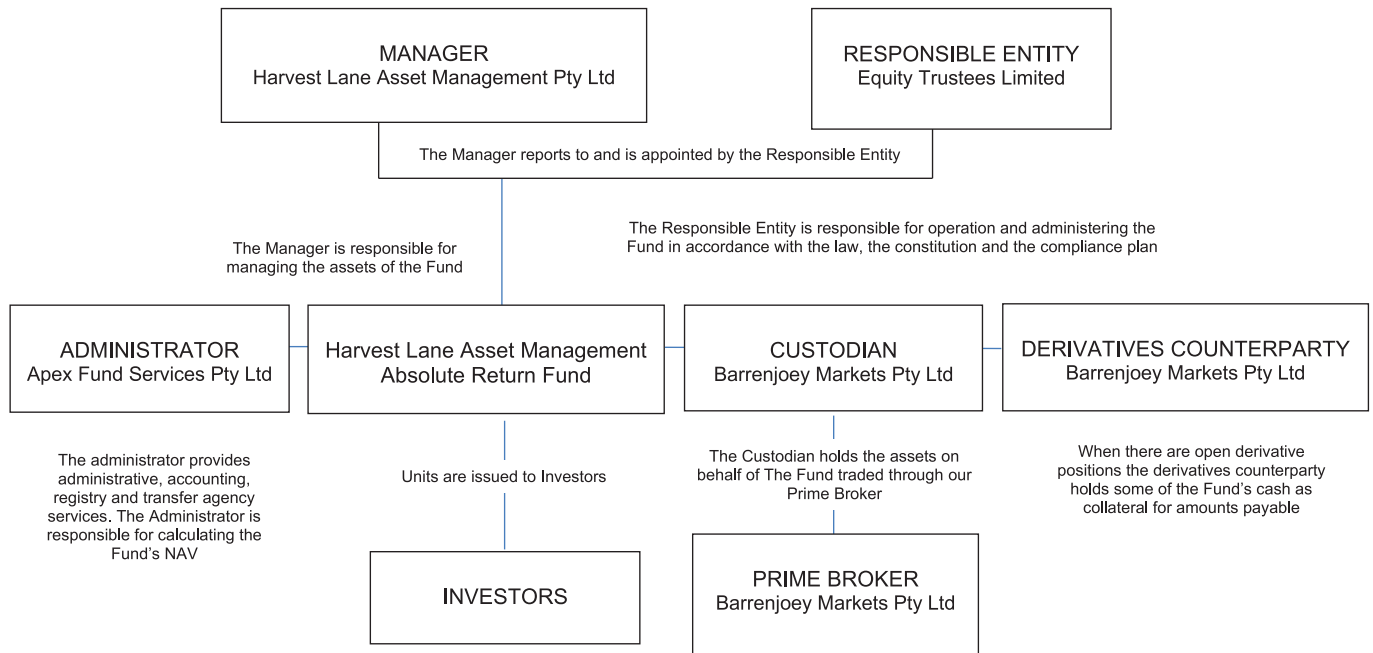 MANAGER
Harvest Lane Asset Management Pty Ltd
RESPONSIBLE ENTITY
Equity Trustees Limited
The Manager reports to and is appointed by the Responsible Entity
The Manager is responsible for
managing the assets of the Fund
The Responsible Entity is responsible for operation and administering the
Fund in accordance with the law, the constitution and the compliance plan
ADMINISTRATOR
Apex Fund Services Pty Ltd
Harvest Lane Asset Management
Absolute Return Fund
CUSTODIAN
Barrenjoey Markets Pty Ltd
DERIVATIVES COUNTERPARTY
Barrenjoey Markets Pty Ltd
The administrator provides
administrative, accounting,
registry and transfer agency
services. The Administrator is
responsible for calculating the
Fund's NAV
Units are issued to Investors
The Custodian holds the assets on
behalf of The Fund traded through our
Prime Broker
When there are open derivative
positions the derivatives counterparty
holds some of the Fund's cash as
collateral for amounts payable
INVESTORS
PRIME BROKER
Barrenjoey Markets Pty Ltd